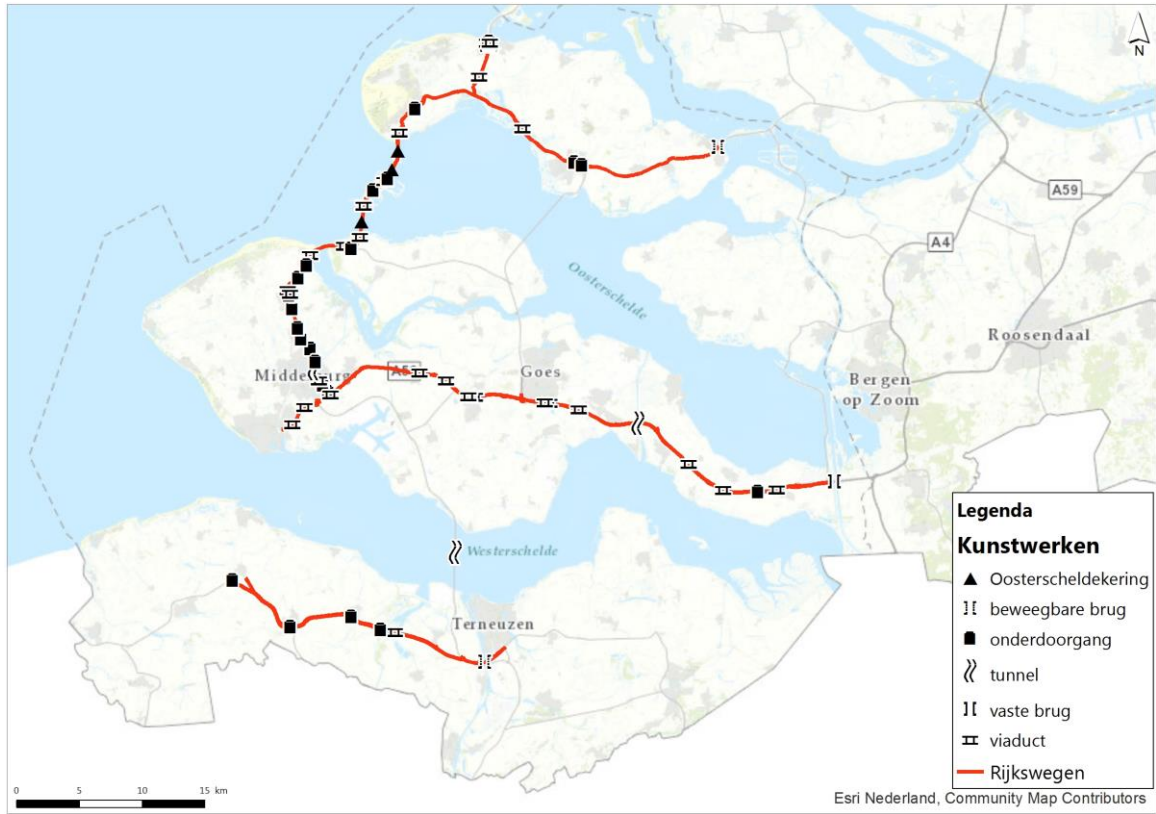 N
A59
A4
Oosterschelde
Roosendaal
Middelburg
Goes
Bergen
op Zoom
Westerschelde
Terneuzen
Legenda
Kunstwerken
Oosterscheldekering
beweegbare brug
onderdoorgang
tunnel
vaste brug
viaduct
Rijkswegen
0 5 10 15 km
Esri Nederland, Community Map Contributors